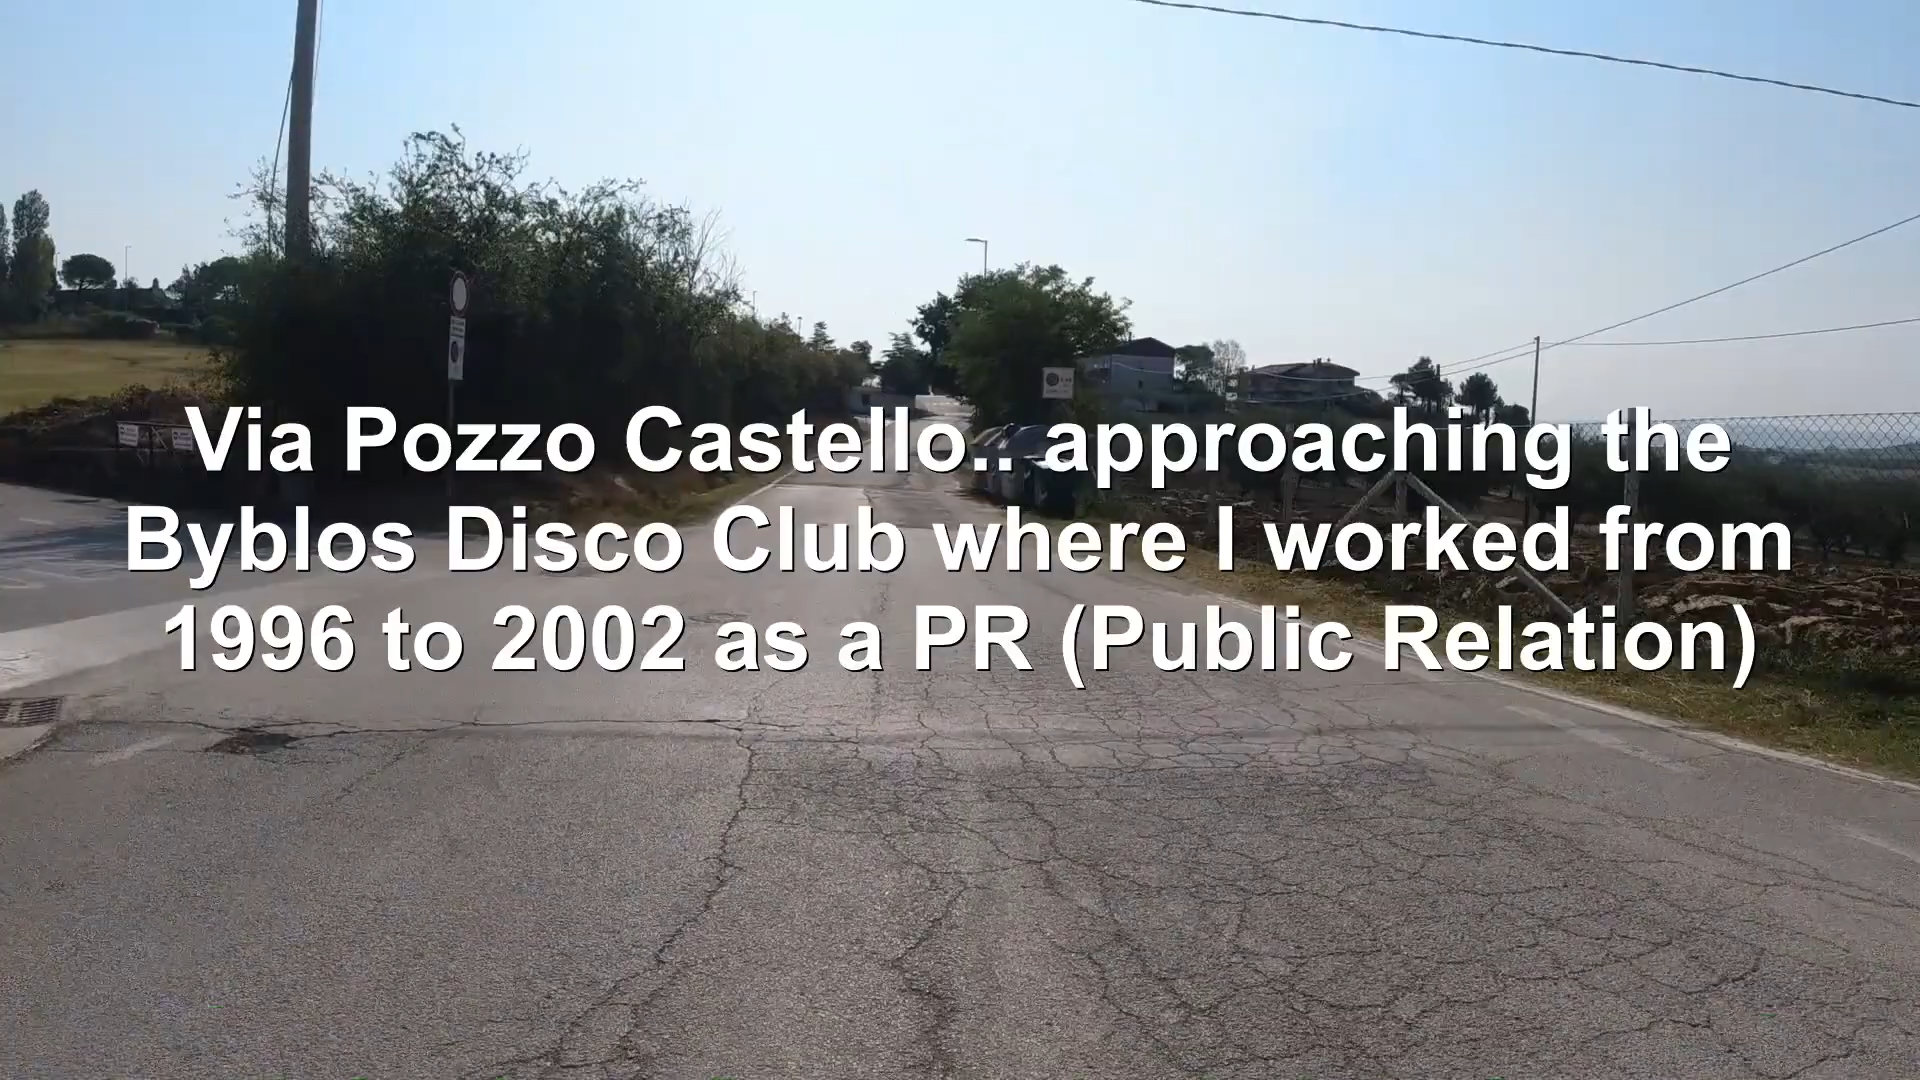 Via Pozzo Castello.. approaching the
Byblos Disco Club where I worked from
1996 to 2002 as a PR (Public Relation)